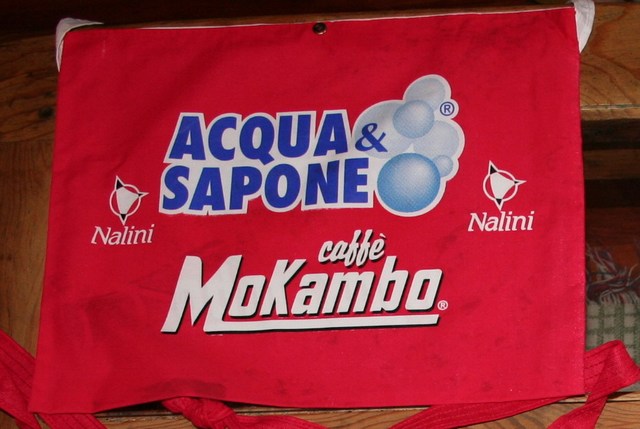 ACQUA &
SAPONE ®
Nalini
Nalini
caffè
MoKambo ®